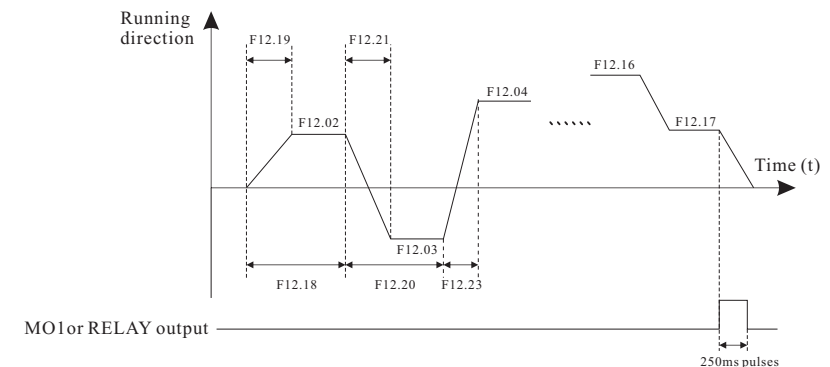 Running
direction
F12.19
F12.21
F12.16
F12.04
F12.02
F12.17
Time (t)
F12.03
F12.18
F12.20
F12.23
MO1or RELAY output
250ms pulses